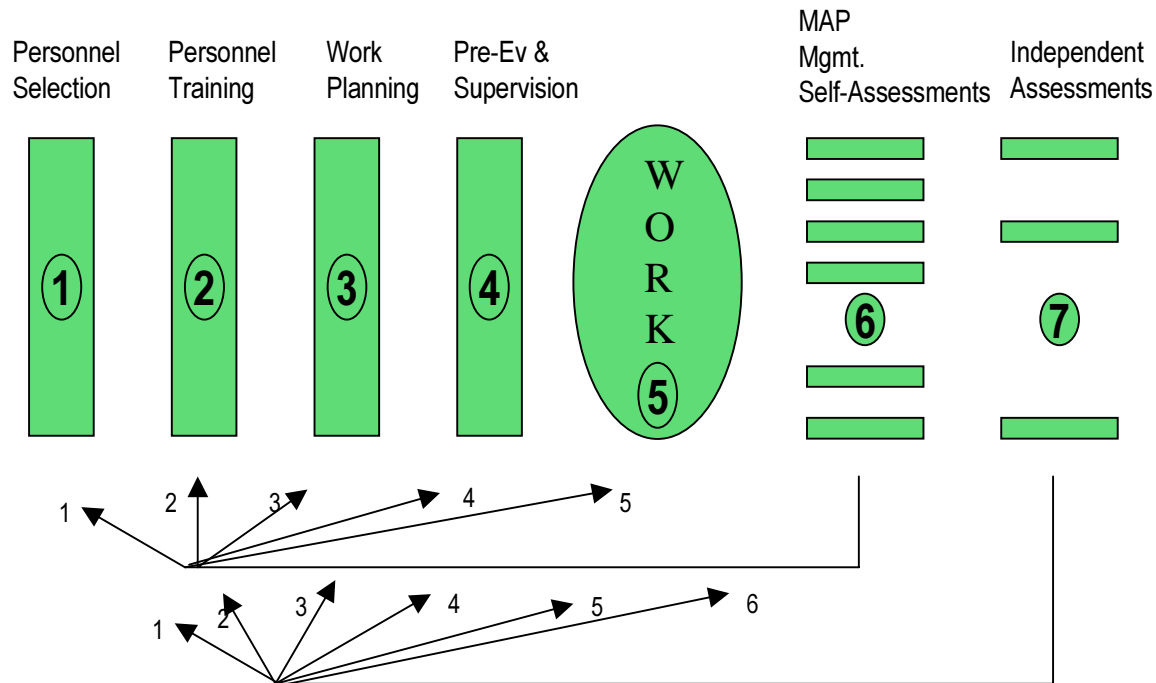 Personnel
Selection
Personnel
Training
Work
Planning
Pre-Ev &
Supervision
MAP
Mgmt.
Self-Assessments
Independent
Assessments
1
2
3
4
W
O
R
K
5
6
7
1
2
3
4
5
1
2
3
4
5
6